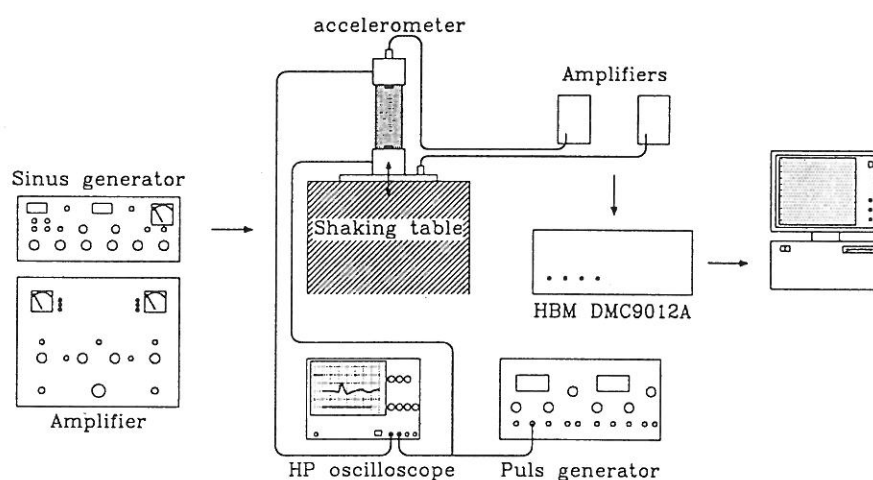 accelerometer
Amplifiers
Sinus generator
Shaking table
HBM DMC9012A
Amplifier
HP oscilloscope
Puls generator